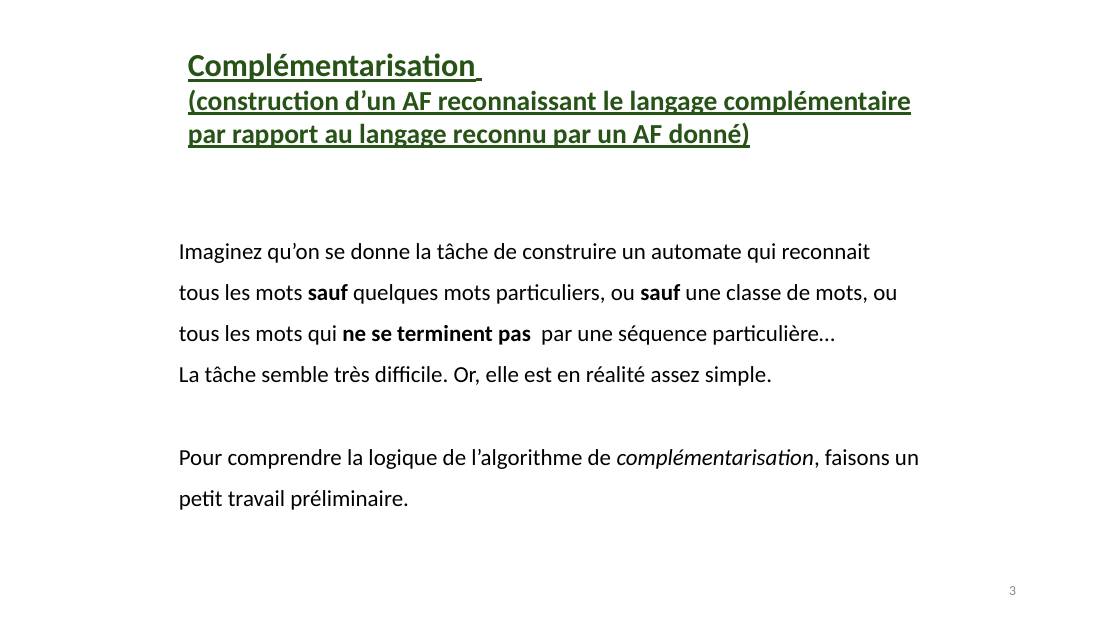 Complémentarisation
(construction d’un AF reconnaissant le langage complémentaire
par rapport au langage reconnu par un AF donné)
Imaginez qu’on se donne la tâche de construire un automate qui reconnait
tous les mots sauf quelques mots particuliers, ou sauf une classe de mots, ou
tous les mots qui ne se terminent pas par une séquence particulière...
La tâche semble très difficile. Or, elle est en réalité assez simple.
Pour comprendre la logique de l’algorithme de complémentarisation, faisons un
petit travail préliminaire.
3